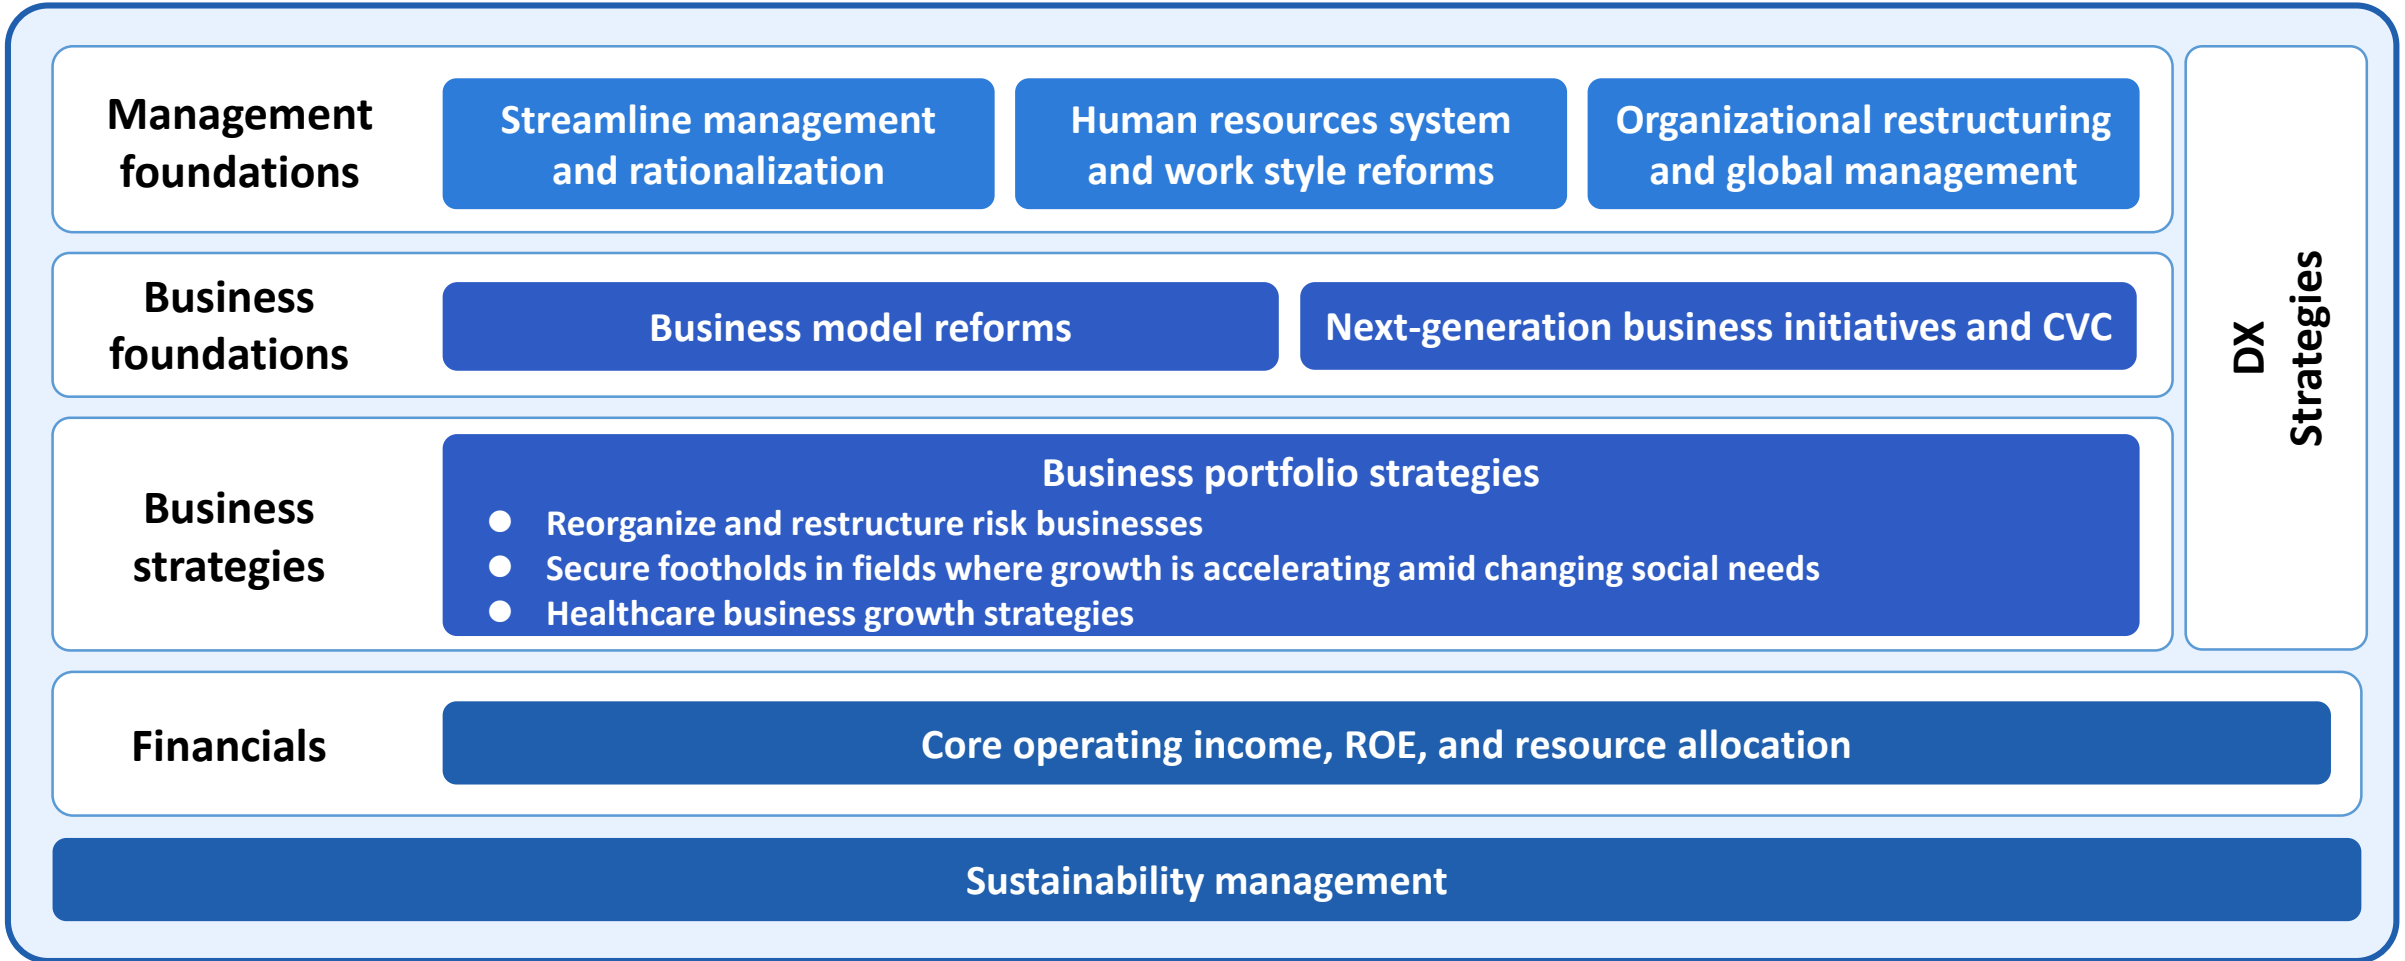 Management
foundations
Streamline management
and rationalization
Human resources system
and work style reforms
Organizational restructuring
and global management
Business
foundations
Business model reforms
Next-generation business initiatives and CVC
Business
strategies
Business portfolio strategies
● Reorganize and restructure risk businesses
● Secure footholds in fields where growth is accelerating amid changing social needs
● Healthcare business growth strategies
DX
Strategies
Financials
Core operating income, ROE, and resource allocation
Sustainability management